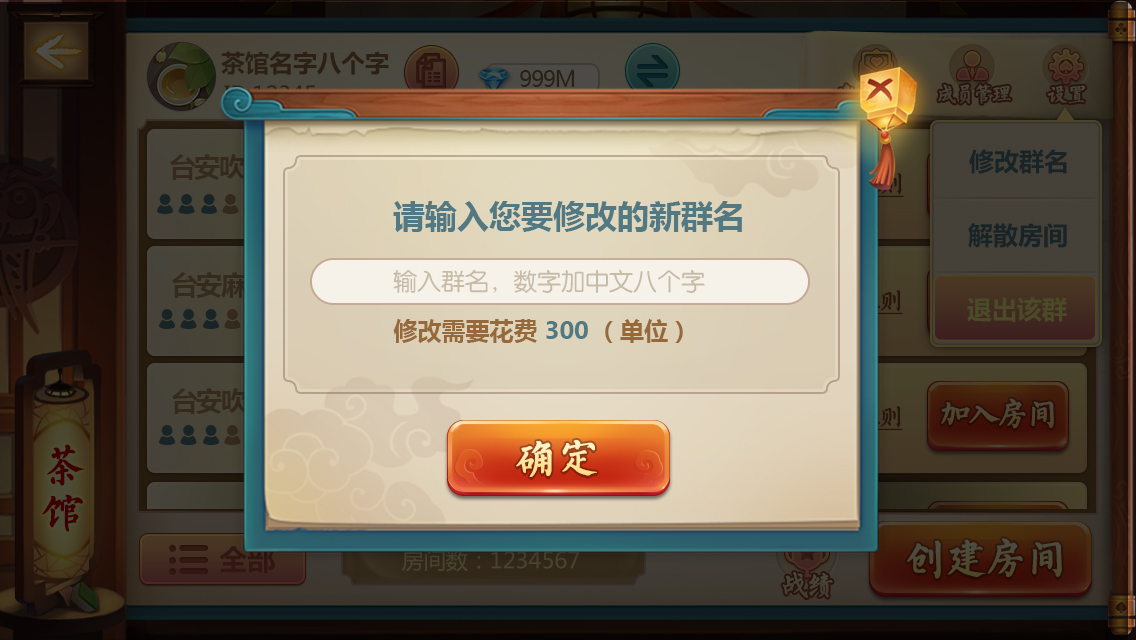 茶馆名字八个字
999M
成员管理
设置
修改群名
解散房间
退出该群
台安吹
台安麻
台安吹
则
则
则
请输入您要修改的新群名
输入群名，数字加中文八个字
修改需要花费 300 （单位）
确定
加入房间
茶馆
全部
房间数：1234567
战绩
创建房间